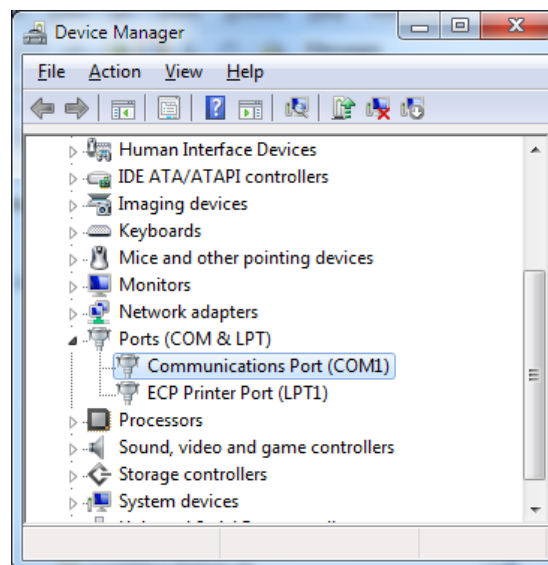 Device Manager
File Action View Help
Human Interface Devices
IDE ATA/ATAPI controllers
Imaging devices
Keyboards
Mice and other pointing devices
Monitors
Network adapters
Ports (COM & LPT)
Communications Port (COM1)
ECP Printer Port (LPT1)
Processors
Sound, video and game controllers
Storage controllers
System devices